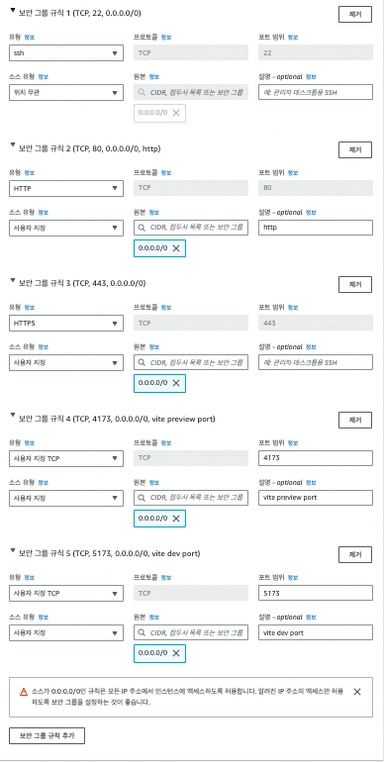 ▼ 보안 그룹 규칙 1 (TCP, 22, 0.0.0.0/0)
제거
유형 정보
프로토콜 정보
포트 범위 정보
ssh
TCP
22
소스 유형 정보
원본 정보
설명 - optional 정보
위치 무관
CIDR, 접두사 목록 또는 보안 그룹
예: 관리자 데스크톱용 SSH
0.0.0.0/0 ✕
▼ 보안 그룹 규칙 2 (TCP, 80, 0.0.0.0/0, http)
제거
유형 정보
프로토콜 정보
포트 범위 정보
HTTP
TCP
80
소스 유형 정보
원본 정보
설명 - optional 정보
사용자 지정
CIDR, 접두사 목록 또는 보안 그룹
http
0.0.0.0/0 ✕
▼ 보안 그룹 규칙 3 (TCP, 443, 0.0.0.0/0)
제거
유형 정보
프로토콜 정보
포트 범위 정보
HTTPS
TCP
443
소스 유형 정보
원본 정보
설명 - optional 정보
사용자 지정
CIDR, 접두사 목록 또는 보안 그룹
예: 관리자 데스크톱용 SSH
0.0.0.0/0 ✕
▼ 보안 그룹 규칙 4 (TCP, 4173, 0.0.0.0/0, vite preview port)
제거
유형 정보
프로토콜 정보
포트 범위 정보
사용자 지정 TCP
TCP
4173
소스 유형 정보
원본 정보
설명 - optional 정보
사용자 지정
CIDR, 접두사 목록 또는 보안 그룹
vite preview port
0.0.0.0/0 ✕
▼ 보안 그룹 규칙 5 (TCP, 5173, 0.0.0.0/0, vite dev port)
제거
유형 정보
프로토콜 정보
포트 범위 정보
사용자 지정 TCP
TCP
5173
소스 유형 정보
원본 정보
설명 - optional 정보
사용자 지정
CIDR, 접두사 목록 또는 보안 그룹
vite dev port
0.0.0.0/0 ✕
소스가 0.0.0.0/0인 규칙은 모든 IP 주소에서 인스턴스에 액세스하도록 허용합니다. 알려진 IP 주소의 액세스만 허용
하도록 보안 그룹을 설정하는 것이 좋습니다.
보안 그룹 규칙 추가